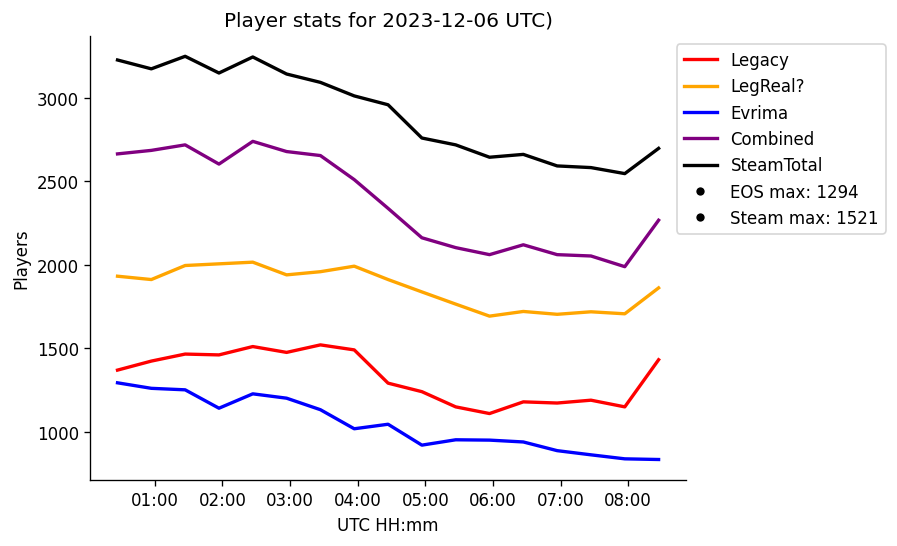 Player stats for 2023-12-06 UTC)
Legacy
LegReal?
Evrima
Combined
SteamTotal
EOS max: 1294
Steam max: 1521
Players
3000
2500
2000
1500
1000
01:00 02:00 03:00 04:00 05:00 06:00 07:00 08:00
UTC HH:mm